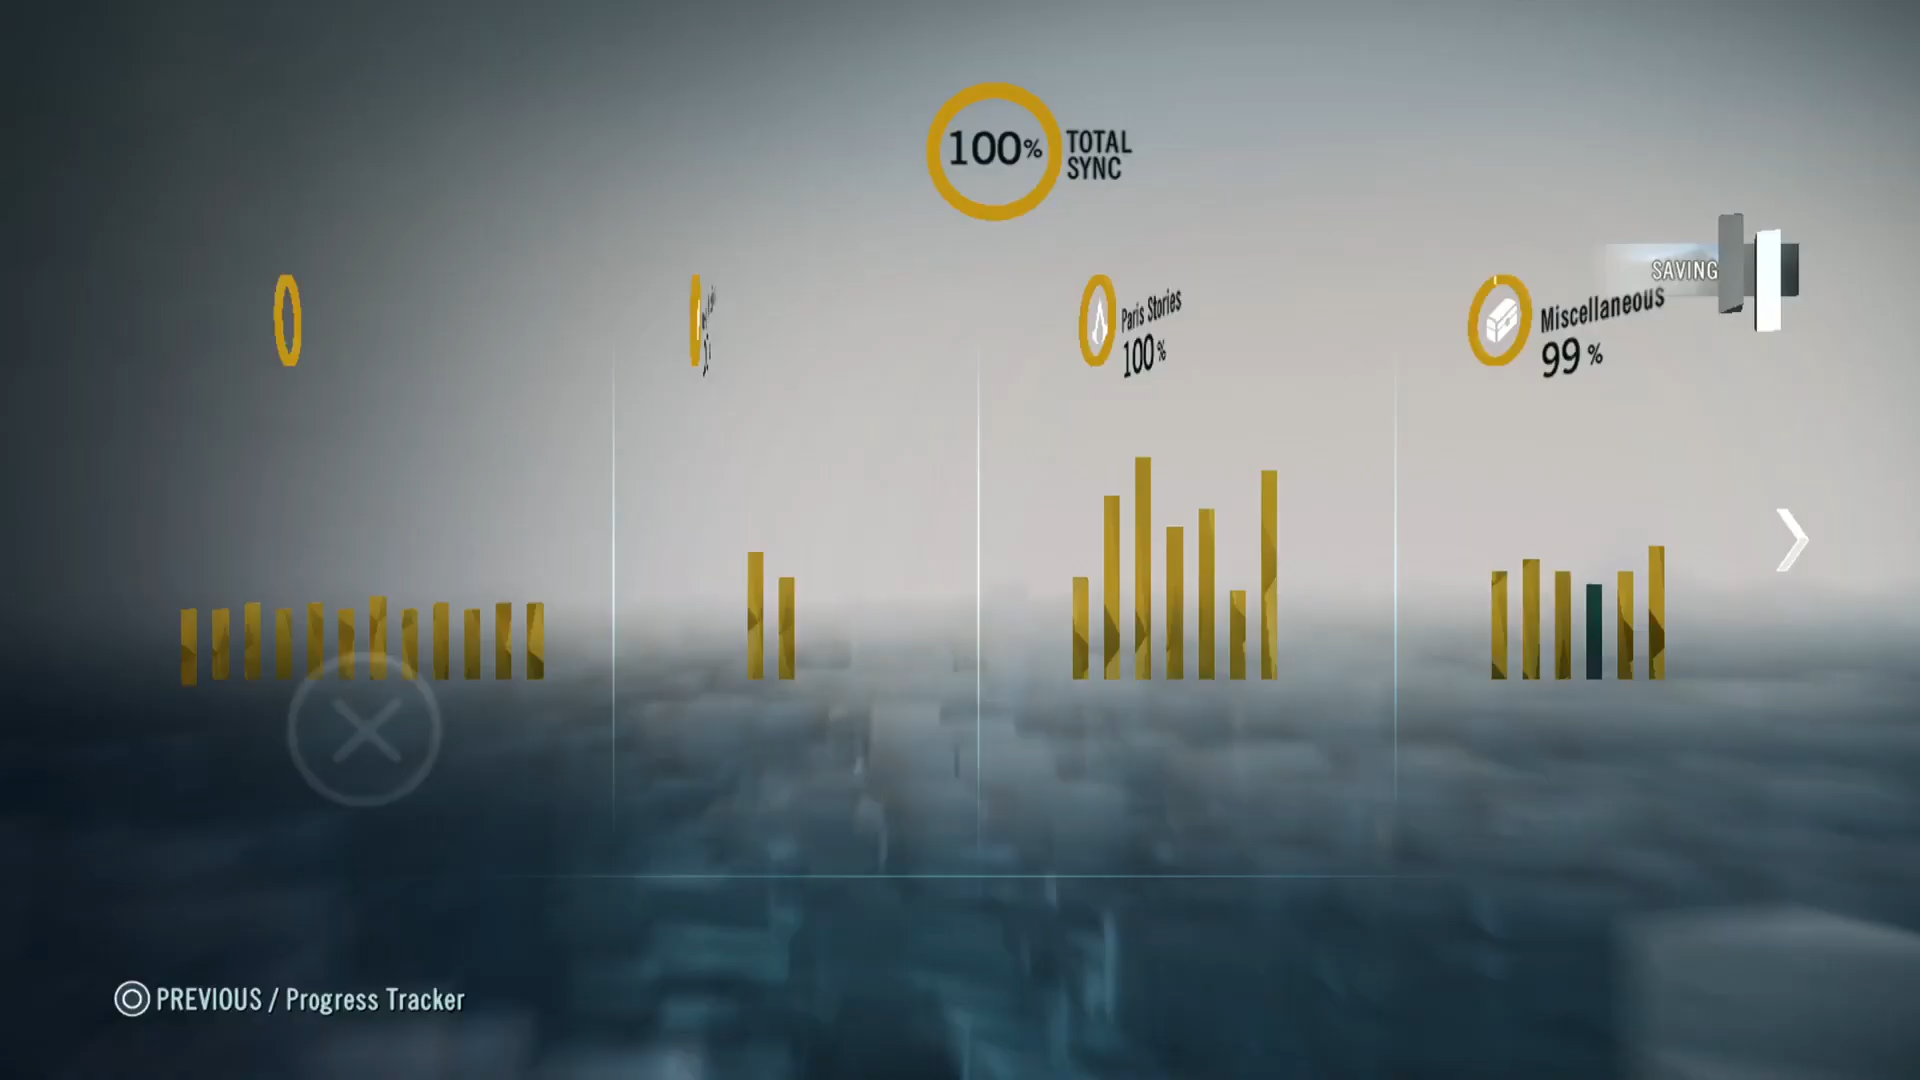 100%
TOTAL
SYNC
SAVING
Paris Stories
100%
Miscellaneous
99 %
PREVIOUS / Progress Tracker